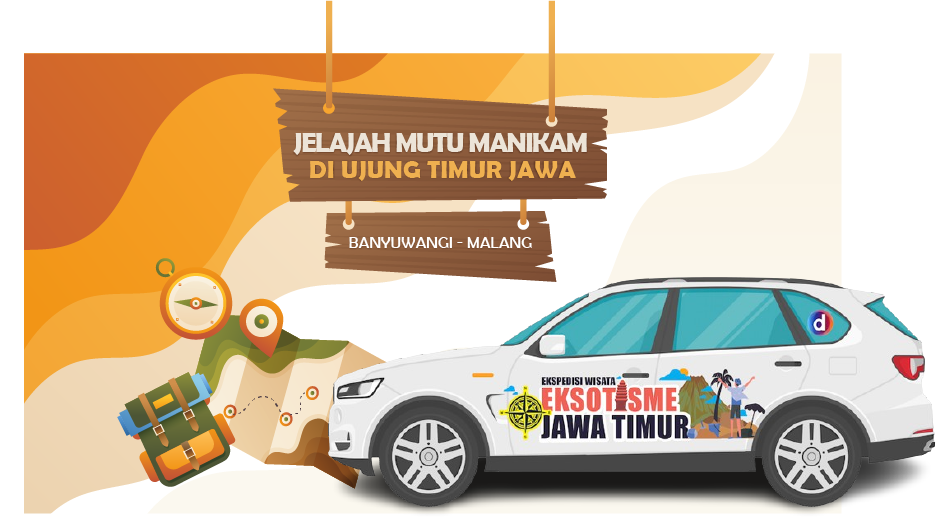 JELAJAH MUTU MANIKAM
DI UJUNG TIMUR JAWA
BANYUWANGI - MALANG
d
EKSPEDISI WISATA
EKSOTISME
JAWA TIMUR